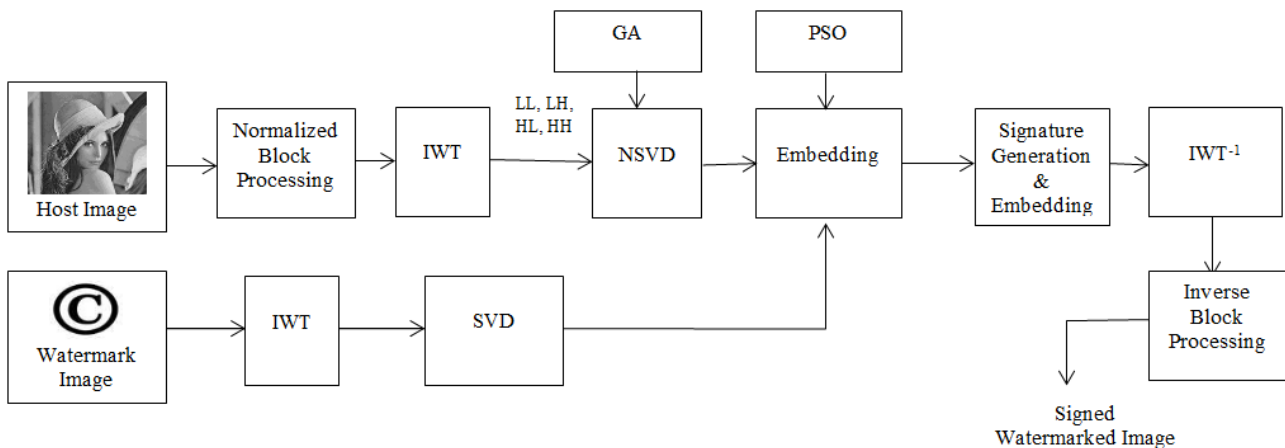 GA
PSO
LL, LH,
HL, HH
Host Image
Normalized
Block
Processing
IWT
NSVD
Embedding
Signature
Generation
&
Embedding
IWT-1
©
Watermark
Image
IWT
SVD
Inverse
Block
Processing
Signed
Watermarked Image